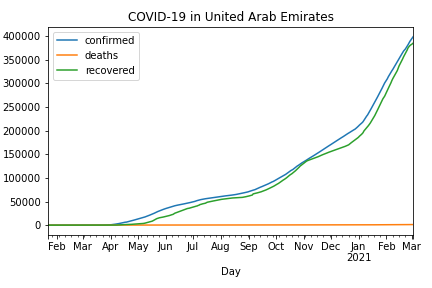 COVID-19 in United Arab Emirates
confirmed
deaths
recovered
400000
350000
300000
250000
200000
150000
100000
50000
0
Feb Mar Apr May Jun Jul Aug Sep Oct Nov Dec Jan Feb Mar
2021
Day